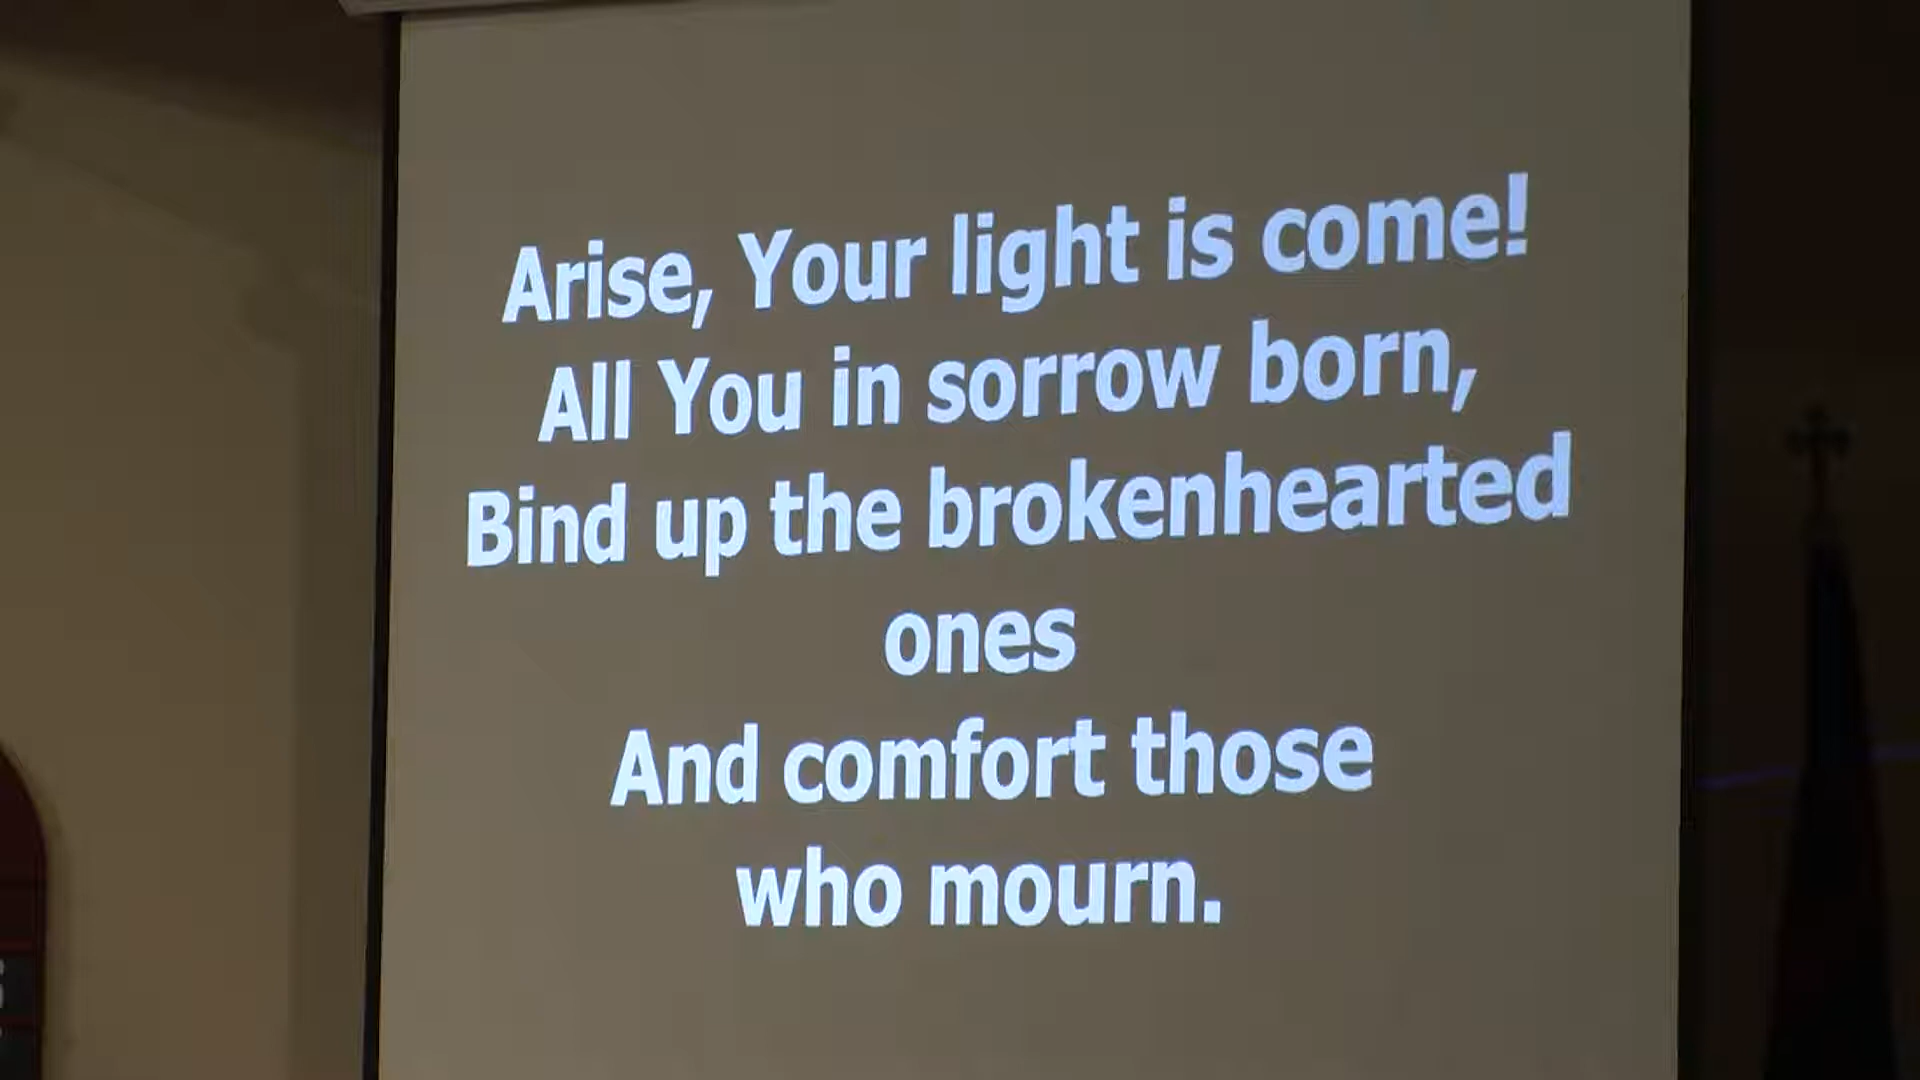 Arise, Your light is come!
All You in sorrow born,
Bind up the brokenhearted
ones
And comfort those
who mourn.